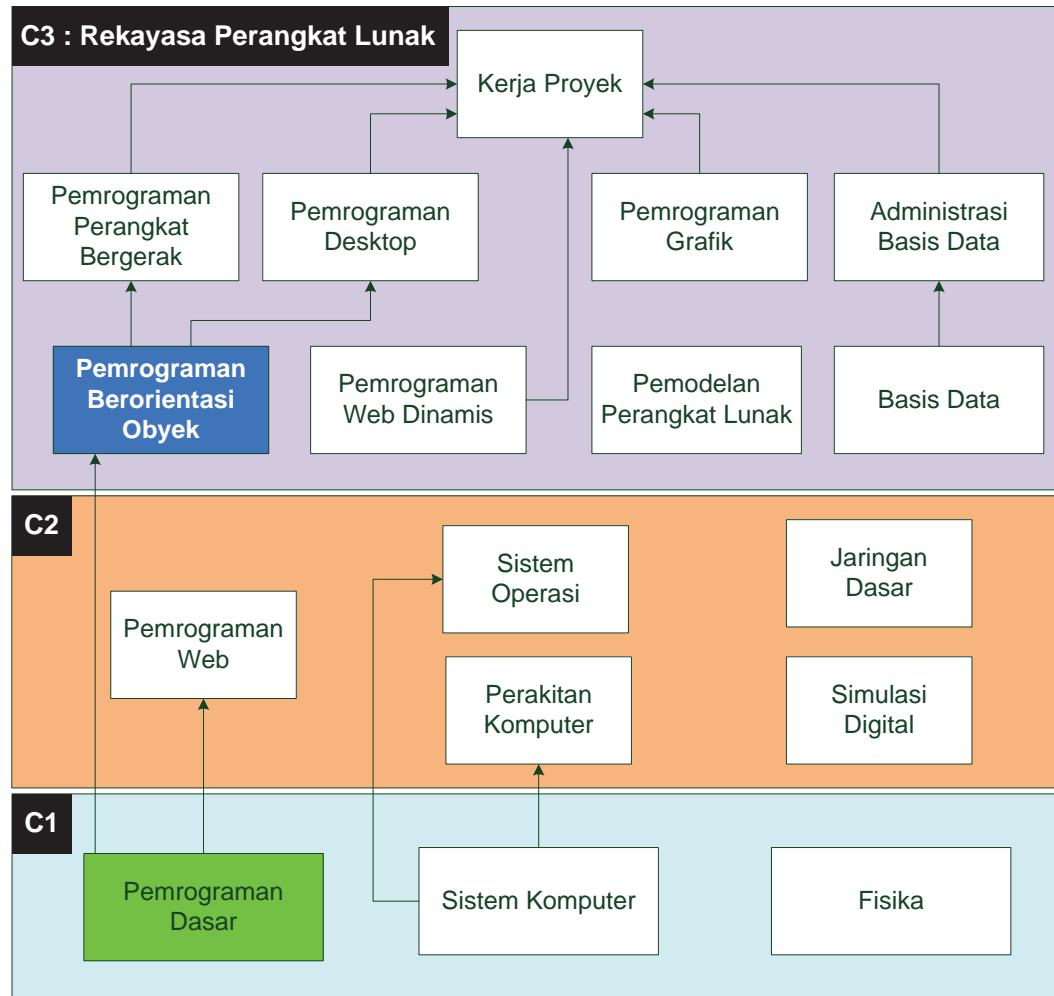 C3 : Rekayasa Perangkat Lunak
Kerja Proyek
Pemrograman
Perangkat
Bergerak
Pemrograman
Desktop
Pemrograman
Grafik
Administrasi
Basis Data
Pemrograman
Berorientasi
Obyek
Pemrograman
Web Dinamis
Pemodelan
Perangkat Lunak
Basis Data
C2
Sistem
Operasi
Jaringan
Dasar
Pemrograman
Web
Perakitan
Komputer
Simulasi
Digital
C1
Pemrograman
Dasar
Sistem Komputer
Fisika